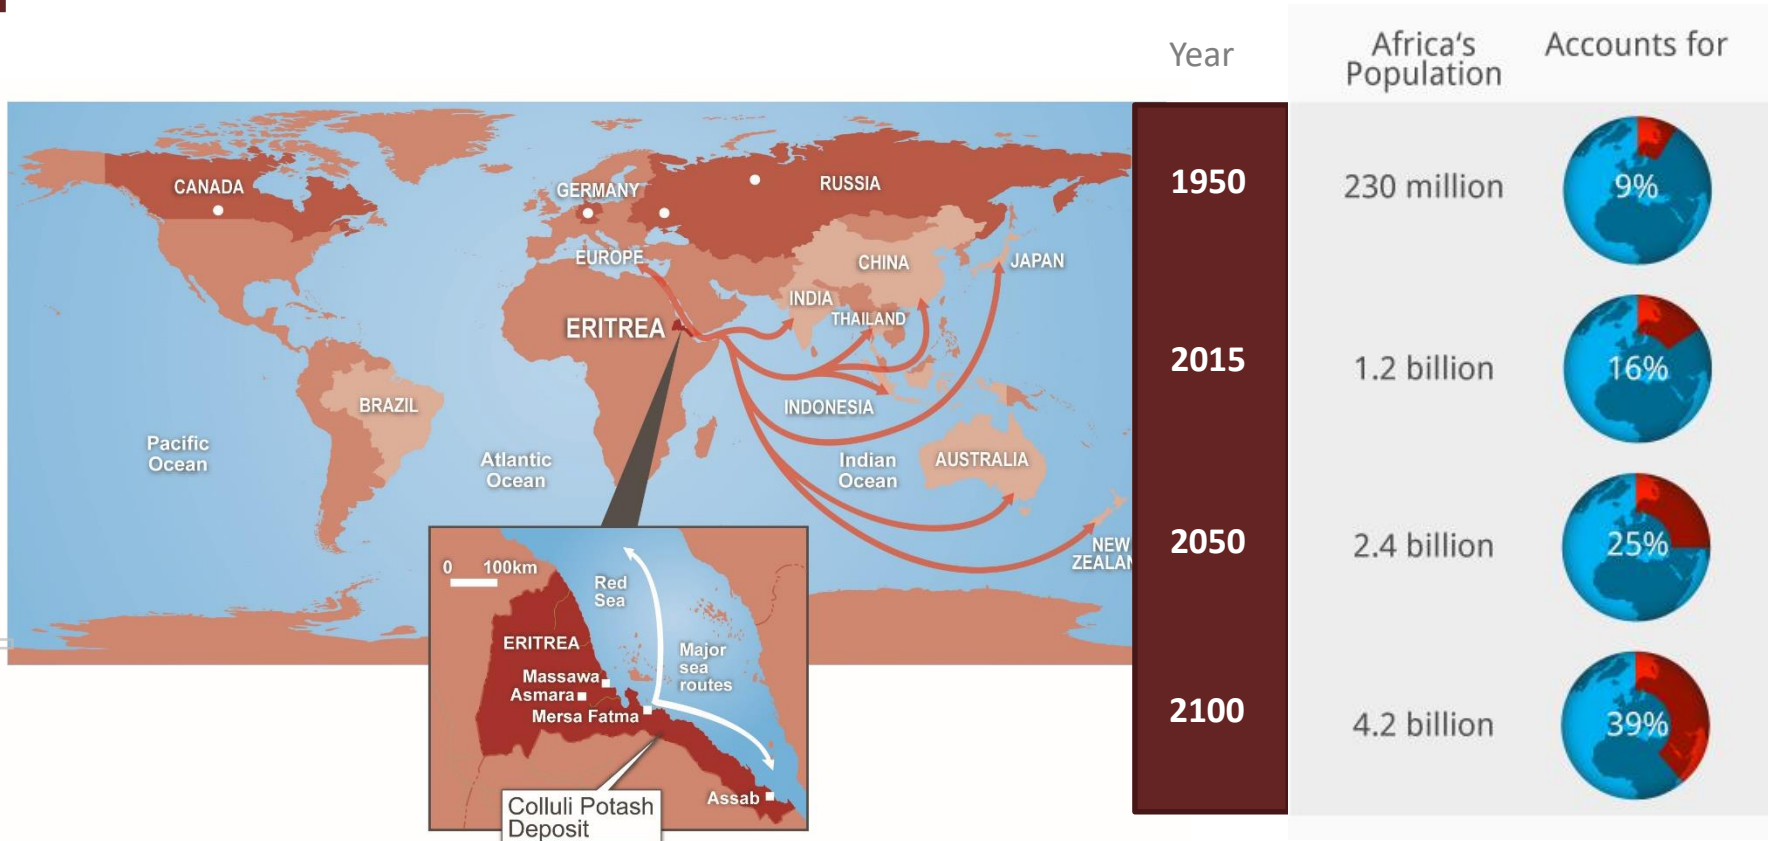 Year
Africa's
Population
Accounts for
CANADA
GERMANY
RUSSIA
EUROPE
CHINA
JAPAN
INDIA
THAILAND
ERITREA
BRAZIL
INDONESIA
Pacific
Ocean
Atlantic
Ocean
Indian
Ocean
AUSTRALIA
NEW
ZEALAN
0 100km
Red
Sea
ERITREA
Major
sea
routes
Massawa
Asmara
Mersa Fatma
Assab
Colluli Potash
Deposit
1950 230 million 9%
2015 1.2 billion 16%
2050 2.4 billion 25%
2100 4.2 billion 39%